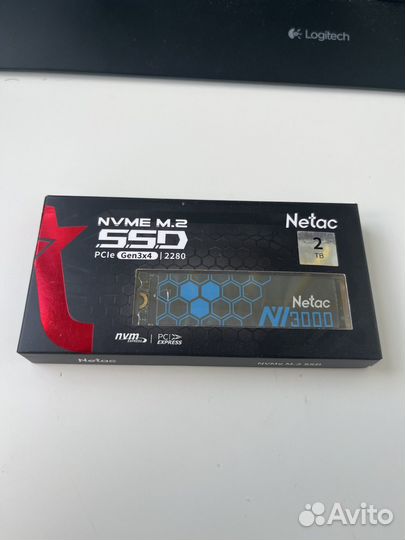 Logitech
NVME M.2
SSD
PCIe Gen3x4 | 2280
Netac
2
TB
Netac
NV3000
nvm EXPRESS | PCI EXPRESS
Netac
NVMe M.2 SSD
Avito